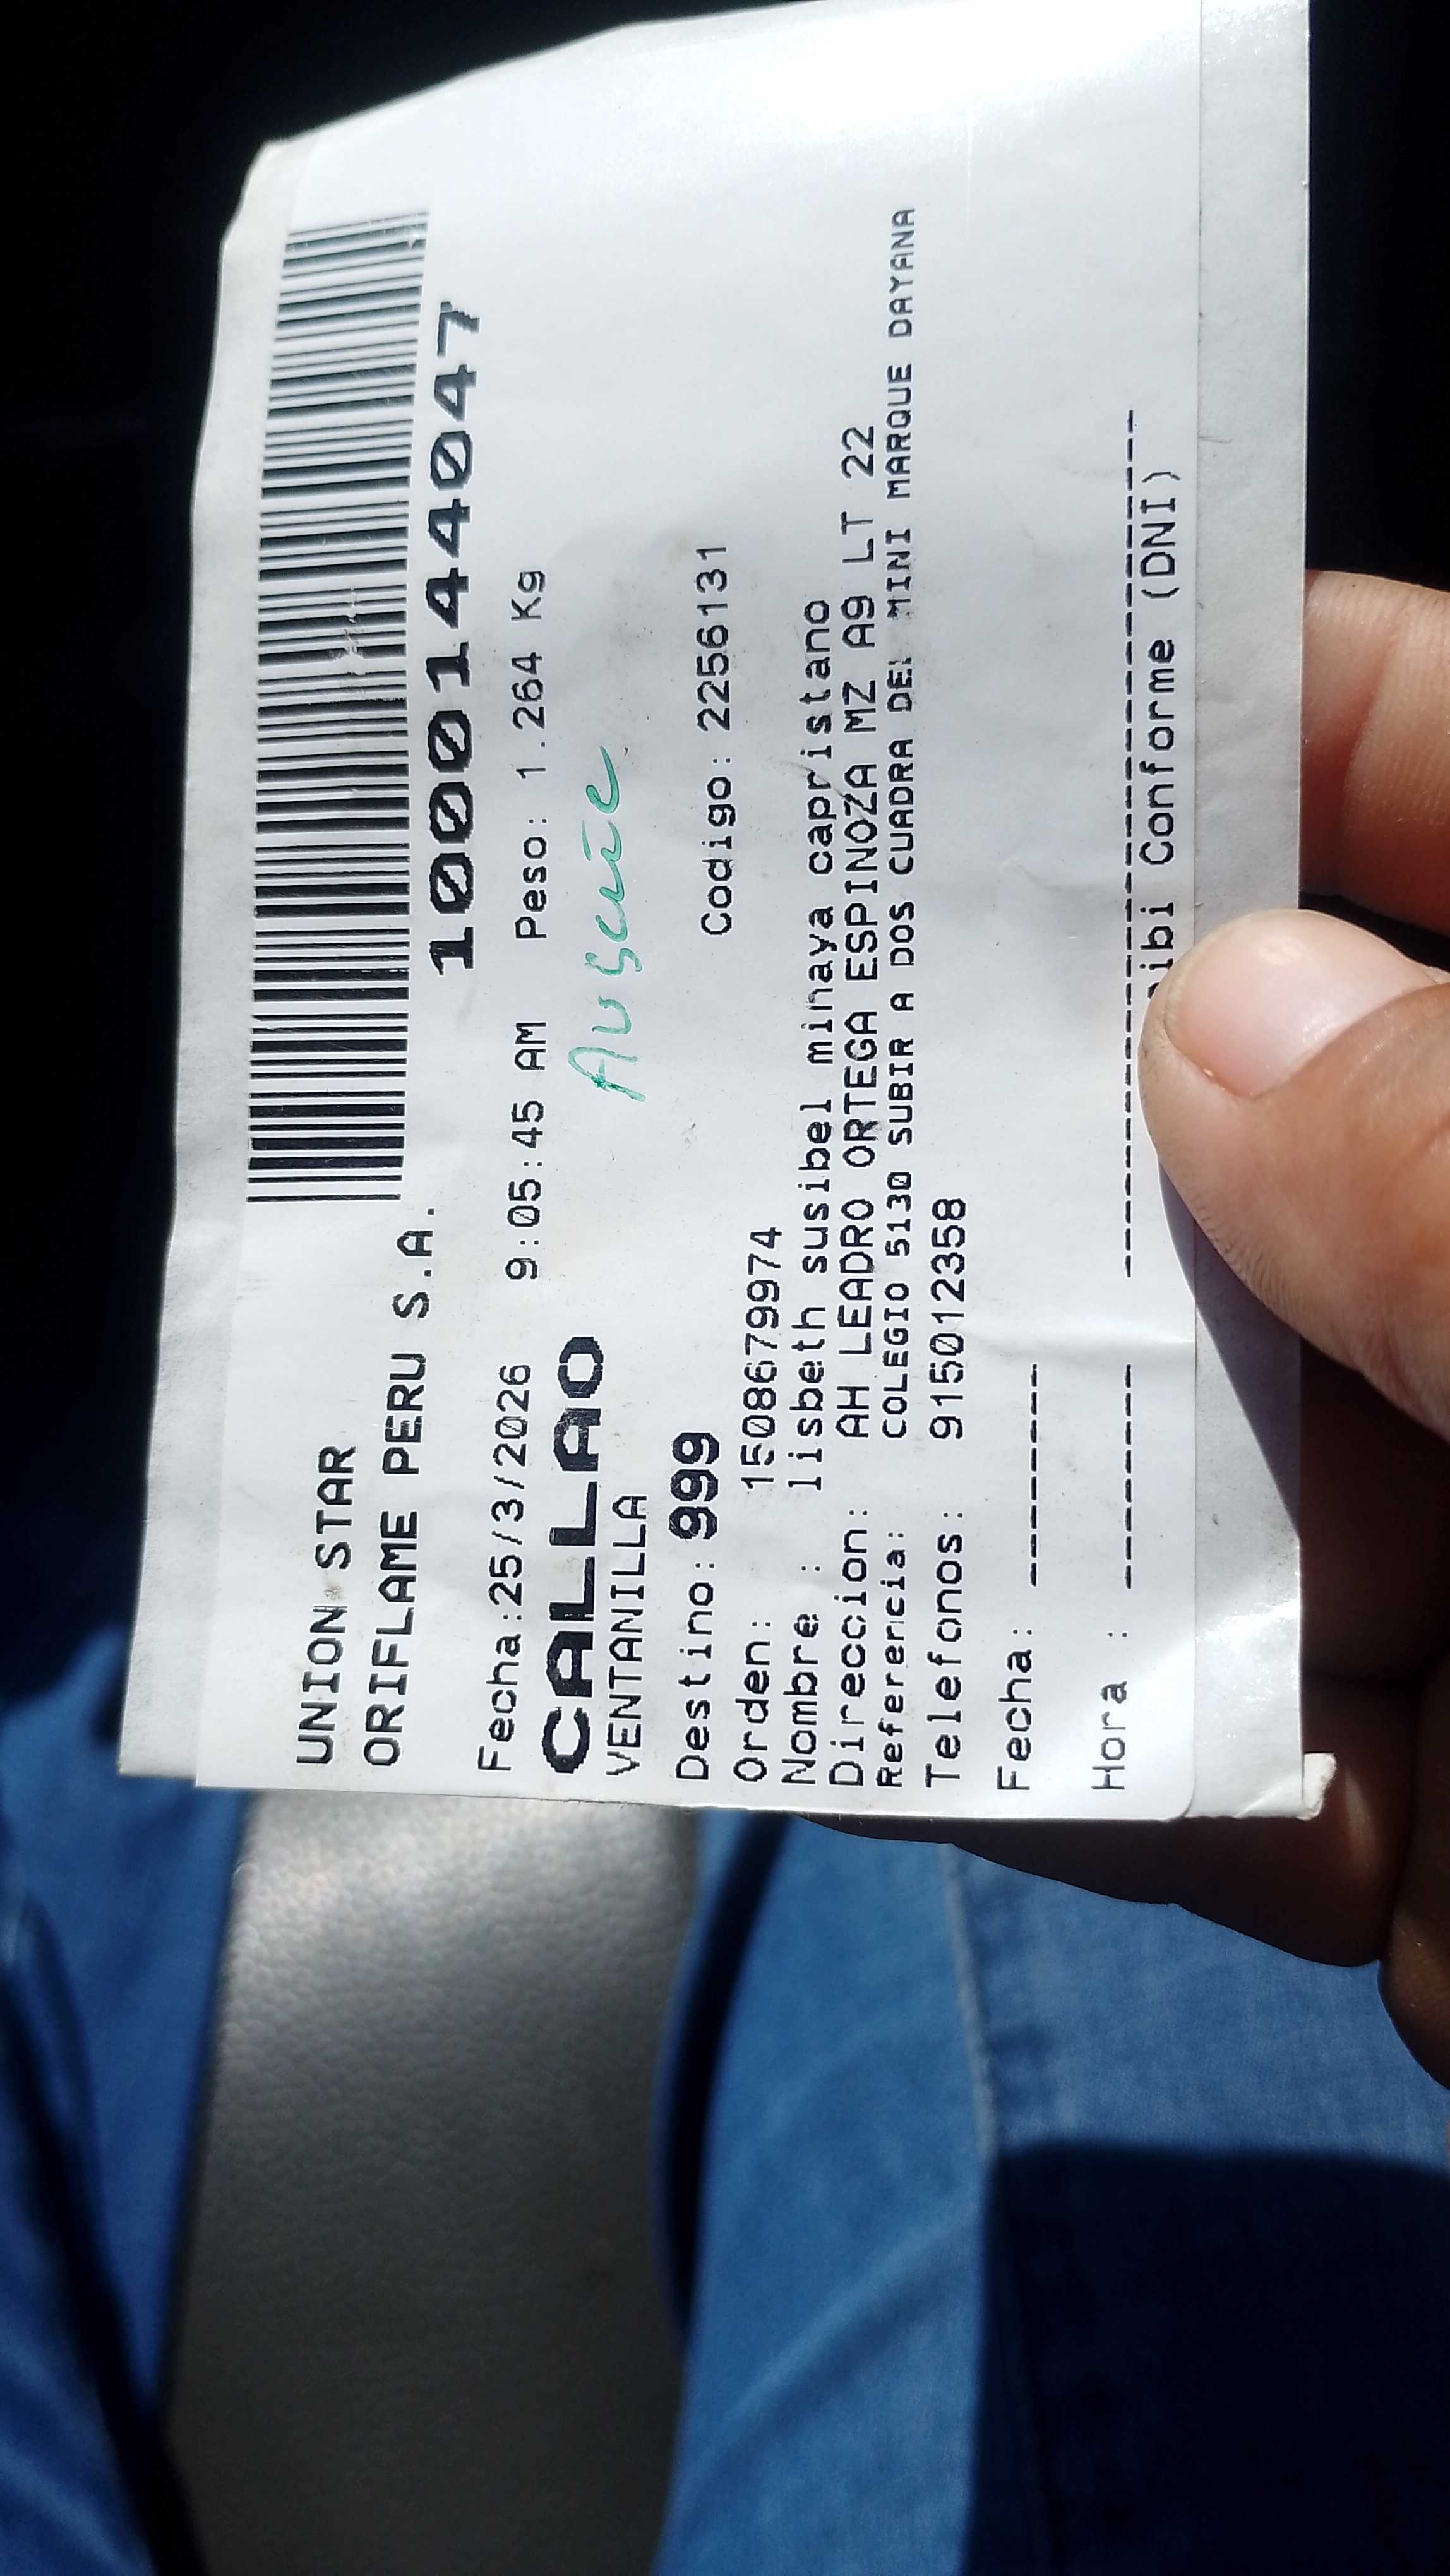 UNION STAR
ORIFLAME PERU S.A.
1000144047
Fecha:25/3/2026 9:05:45 AM Peso: 1.264 Kg
CALLAO
VENTANILLA
Destino: 999 Codigo: 2256131
Orden: 150867997​4
Nombre : lisbeth susibel minaya capristano
Direccion: AH LEADRO ORTEGA ESPINOZA MZ A9 LT 22
Referencia: COLEGIO 5130 SUBIR A DOS CUADRA DEL MINI MARQUE DAYANA
Telefonos: 915012358
Fecha: -------
Hora : -------
Conforme (DNI)